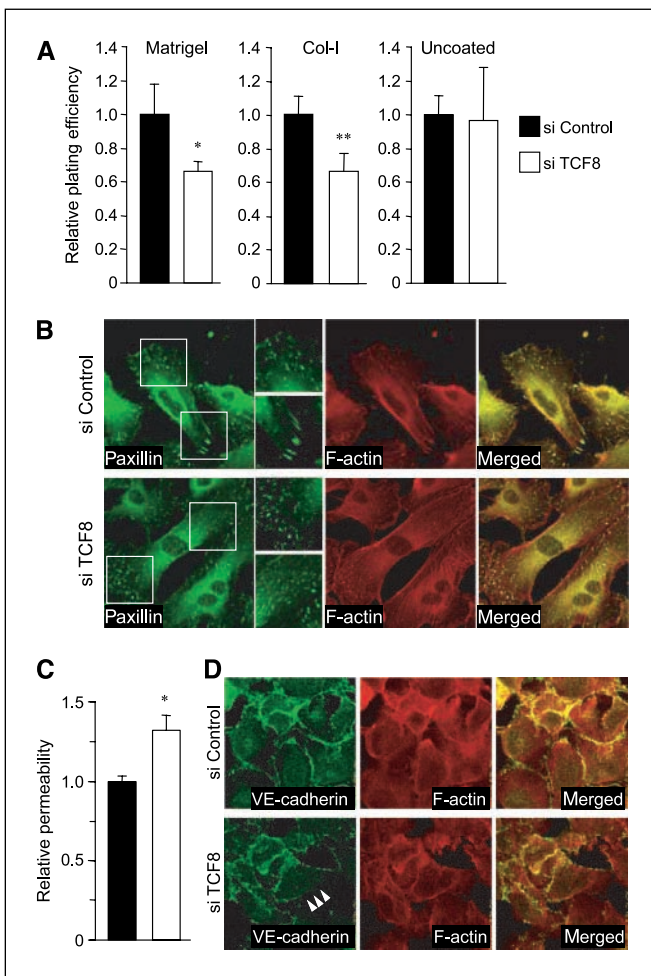 A
Matrigel
Col-I
Uncoated
Relative plating efficiency
1.4
1.2
1.0
0.8
0.6
0.4
0.2
0
*
1.4
1.2
1.0
0.8
0.6
0.4
0.2
0
**
1.4
1.2
1.0
0.8
0.6
0.4
0.2
0
si Control
si TCF8
B
si Control
Paxillin
F-actin
Merged
si TCF8
Paxillin
F-actin
Merged
C
Relative permeability
1.5
1.0
0.5
0
*
D
si Control
VE-cadherin
F-actin
Merged
si TCF8
VE-cadherin
F-actin
Merged